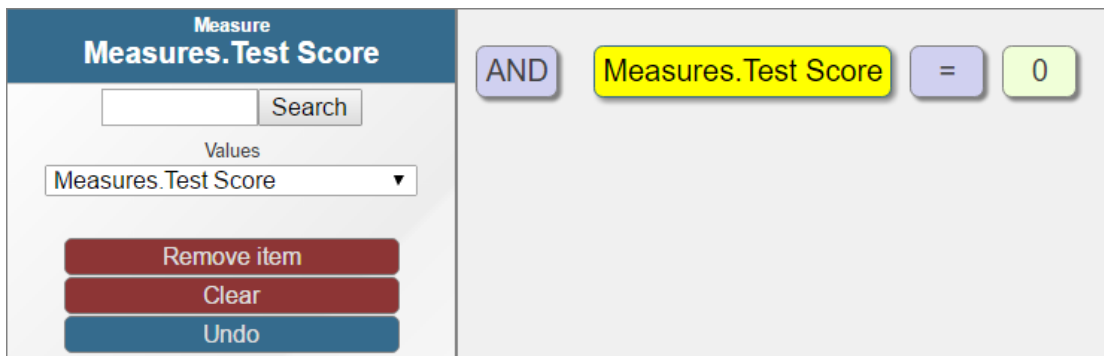 Measure
Measures.Test Score
Search
Values
Measures.Test Score
Remove item
Clear
Undo
AND Measures.Test Score = 0